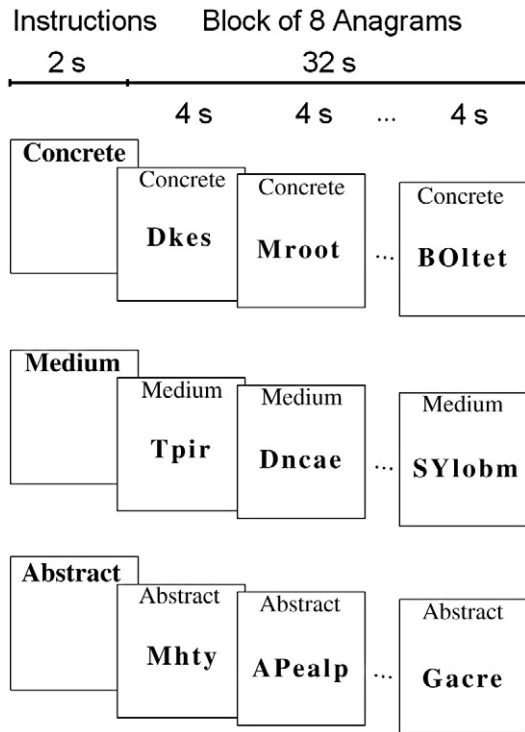 Instructions Block of 8 Anagrams
2 s 32 s
4 s 4 s ... 4 s
Concrete
Concrete
Dkes
Concrete
Mroot
...
Concrete
BOltet
Medium
Medium
Tpir
Medium
Dncae
...
Medium
SYlobm
Abstract
Abstract
Mhty
Abstract
APealp
...
Abstract
Gacre